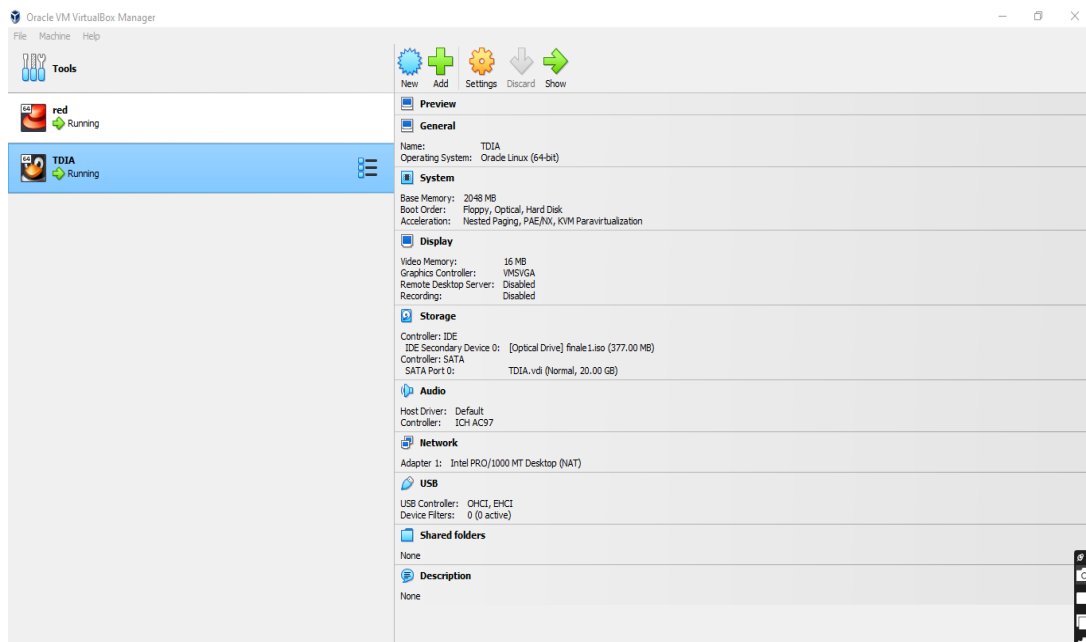 Oracle VM VirtualBox Manager
File Machine Help
Tools
New Add Settings Discard Show
64 red
Running
64 TDIA
Running
Preview
General
Name: TDIA
Operating System: Oracle Linux (64-bit)
System
Base Memory: 2048 MB
Boot Order: Floppy, Optical, Hard Disk
Acceleration: Nested Paging, PAE/NX, KVM Paravirtualization
Display
Video Memory: 16 MB
Graphics Controller: VMSVGA
Remote Desktop Server: Disabled
Recording: Disabled
Storage
Controller: IDE
IDE Secondary Device 0: [Optical Drive] finale1.iso (377.00 MB)
Controller: SATA
SATA Port 0: TDIA.vdi (Normal, 20.00 GB)
Audio
Host Driver: Default
Controller: ICH AC97
Network
Adapter 1: Intel PRO/1000 MT Desktop (NAT)
USB
USB Controller: OHCI, EHCI
Device Filters: 0 (0 active)
Shared folders
None
Description
None